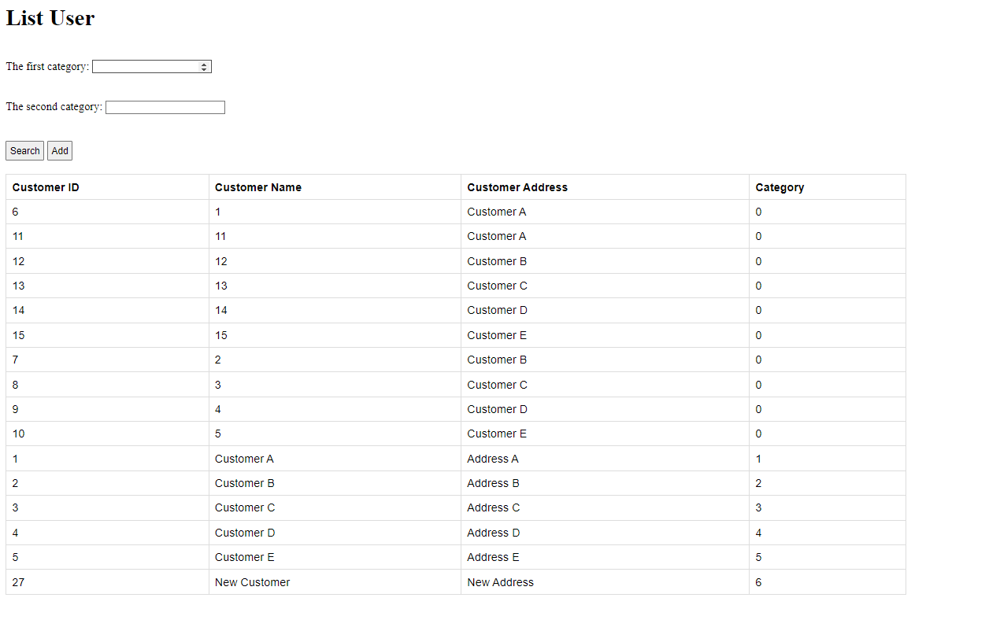 List User
The first category:
The second category:
Search Add
Customer ID Customer Name Customer Address Category
6 1 Customer A 0
11 11 Customer A 0
12 12 Customer B 0
13 13 Customer C 0
14 14 Customer D 0
15 15 Customer E 0
7 2 Customer B 0
8 3 Customer C 0
9 4 Customer D 0
10 5 Customer E 0
1 Customer A Address A 1
2 Customer B Address B 2
3 Customer C Address C 3
4 Customer D Address D 4
5 Customer E Address E 5
27 New Customer New Address 6